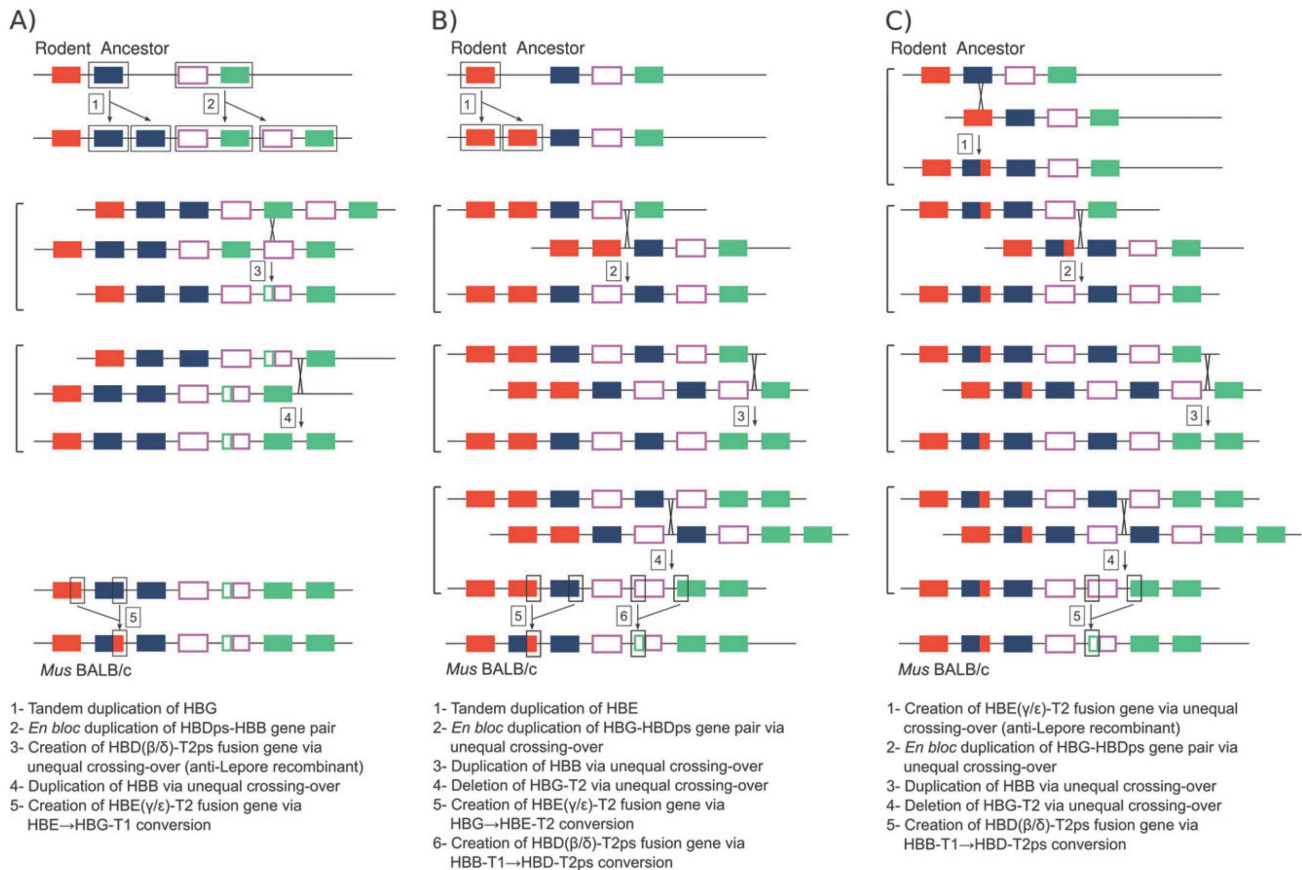 A)
Rodent Ancestor
1
2
3
4
5
Mus BALB/c
1- Tandem duplication of HBG
2- En bloc duplication of HBDps-HBB gene pair
3- Creation of HBD(β/δ)-T2ps fusion gene via
unequal crossing-over (anti-Lepore recombinant)
4- Duplication of HBB via unequal crossing-over
5- Creation of HBE(γ/ε)-T2 fusion gene via
HBE→HBG-T1 conversion
B)
Rodent Ancestor
1
2
3
4
5
6
Mus BALB/c
1- Tandem duplication of HBE
2- En bloc duplication of HBG-HBDps gene pair via
unequal crossing-over
3- Duplication of HBB via unequal crossing-over
4- Deletion of HBG-T2 via unequal crossing-over
5- Creation of HBE(γ/ε)-T2 fusion gene via
HBG→HBE-T2 conversion
6- Creation of HBD(β/δ)-T2ps fusion gene via
HBB-T1→HBD-T2ps conversion
C)
Rodent Ancestor
1
2
3
4
5
Mus BALB/c
1- Creation of HBE(γ/ε)-T2 fusion gene via unequal
crossing-over (anti-Lepore recombinant)
2- En bloc duplication of HBG-HBDps gene pair via
unequal crossing-over
3- Duplication of HBB via unequal crossing-over
4- Deletion of HBG-T2 via unequal crossing-over
5- Creation of HBD(β/δ)-T2ps fusion gene via
HBB-T1→HBD-T2ps conversion